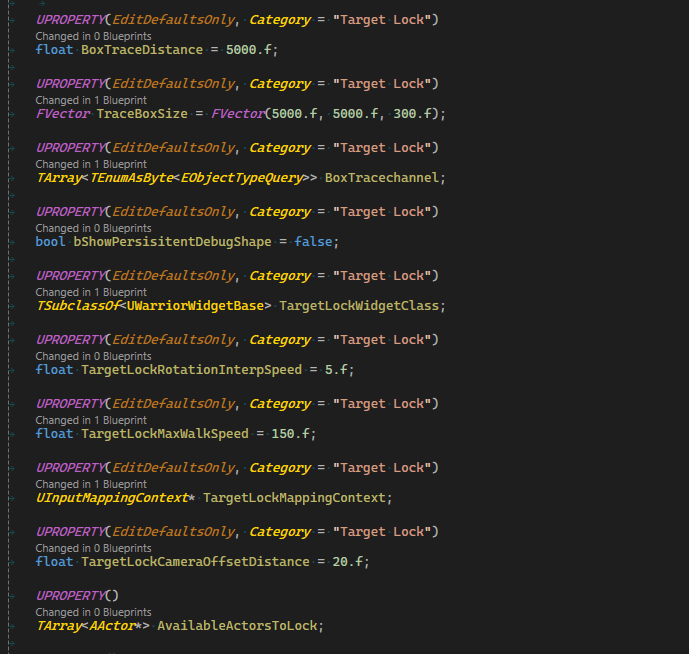 UPROPERTY(EditDefaultsOnly, Category = "Target Lock")
Changed in 0 Blueprints
float BoxTraceDistance = 5000.f;
UPROPERTY(EditDefaultsOnly, Category = "Target Lock")
Changed in 1 Blueprint
FVector TraceBoxSize = FVector(5000.f, 5000.f, 300.f);
UPROPERTY(EditDefaultsOnly, Category = "Target Lock")
Changed in 1 Blueprint
TArray<TEnumAsByte<EObjectTypeQuery>> BoxTracechannel;
UPROPERTY(EditDefaultsOnly, Category = "Target Lock")
Changed in 0 Blueprints
bool bShowPersisitentDebugShape = false;
UPROPERTY(EditDefaultsOnly, Category = "Target Lock")
Changed in 1 Blueprint
TSubclassOf<UWarriorWidgetBase> TargetLockWidgetClass;
UPROPERTY(EditDefaultsOnly, Category = "Target Lock")
Changed in 0 Blueprints
float TargetLockRotationInterpSpeed = 5.f;
UPROPERTY(EditDefaultsOnly, Category = "Target Lock")
Changed in 1 Blueprint
float TargetLockMaxWalkSpeed = 150.f;
UPROPERTY(EditDefaultsOnly, Category = "Target Lock")
Changed in 1 Blueprint
UInputMappingContext* TargetLockMappingContext;
UPROPERTY(EditDefaultsOnly, Category = "Target Lock")
Changed in 0 Blueprints
float TargetLockCameraOffsetDistance = 20.f;
UPROPERTY()
Changed in 0 Blueprints
TArray<AActor*> AvailableActorsToLock;